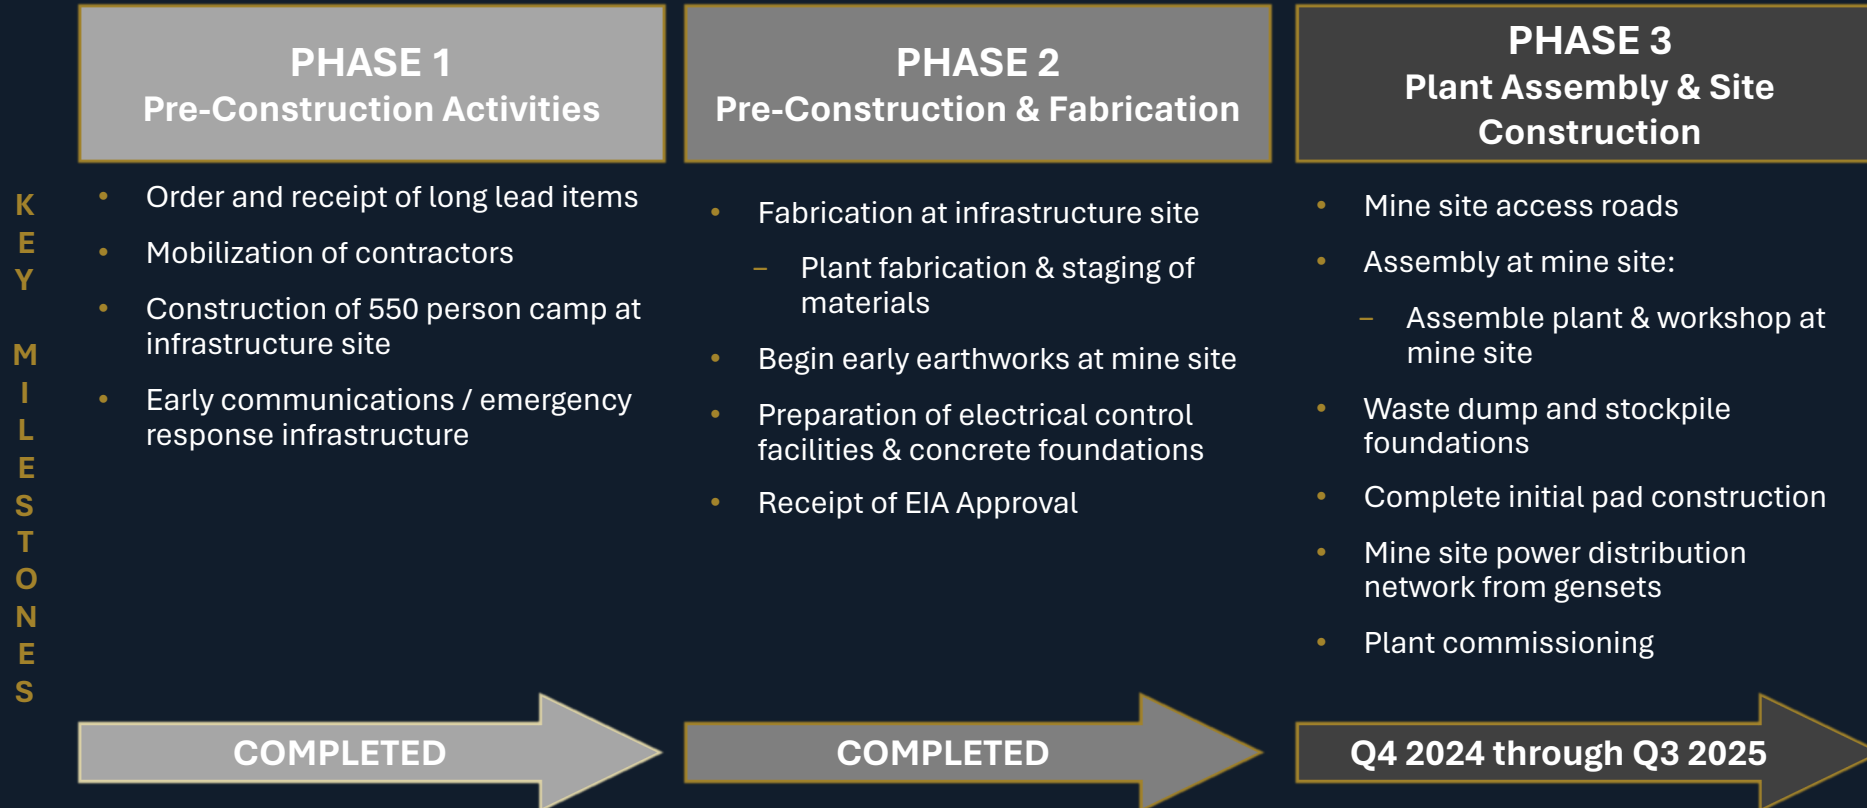 PHASE 1
Pre-Construction Activities
PHASE 2
Pre-Construction & Fabrication
PHASE 3
Plant Assembly & Site
Construction
KEY MILESTONES
• Order and receipt of long lead items
• Mobilization of contractors
• Construction of 550 person camp at
infrastructure site
• Early communications / emergency
response infrastructure
• Fabrication at infrastructure site
– Plant fabrication & staging of
materials
• Begin early earthworks at mine site
• Preparation of electrical control
facilities & concrete foundations
• Receipt of EIA Approval
• Mine site access roads
• Assembly at mine site:
– Assemble plant & workshop at
mine site
• Waste dump and stockpile
foundations
• Complete initial pad construction
• Mine site power distribution
network from gensets
• Plant commissioning
COMPLETED
COMPLETED
Q4 2024 through Q3 2025